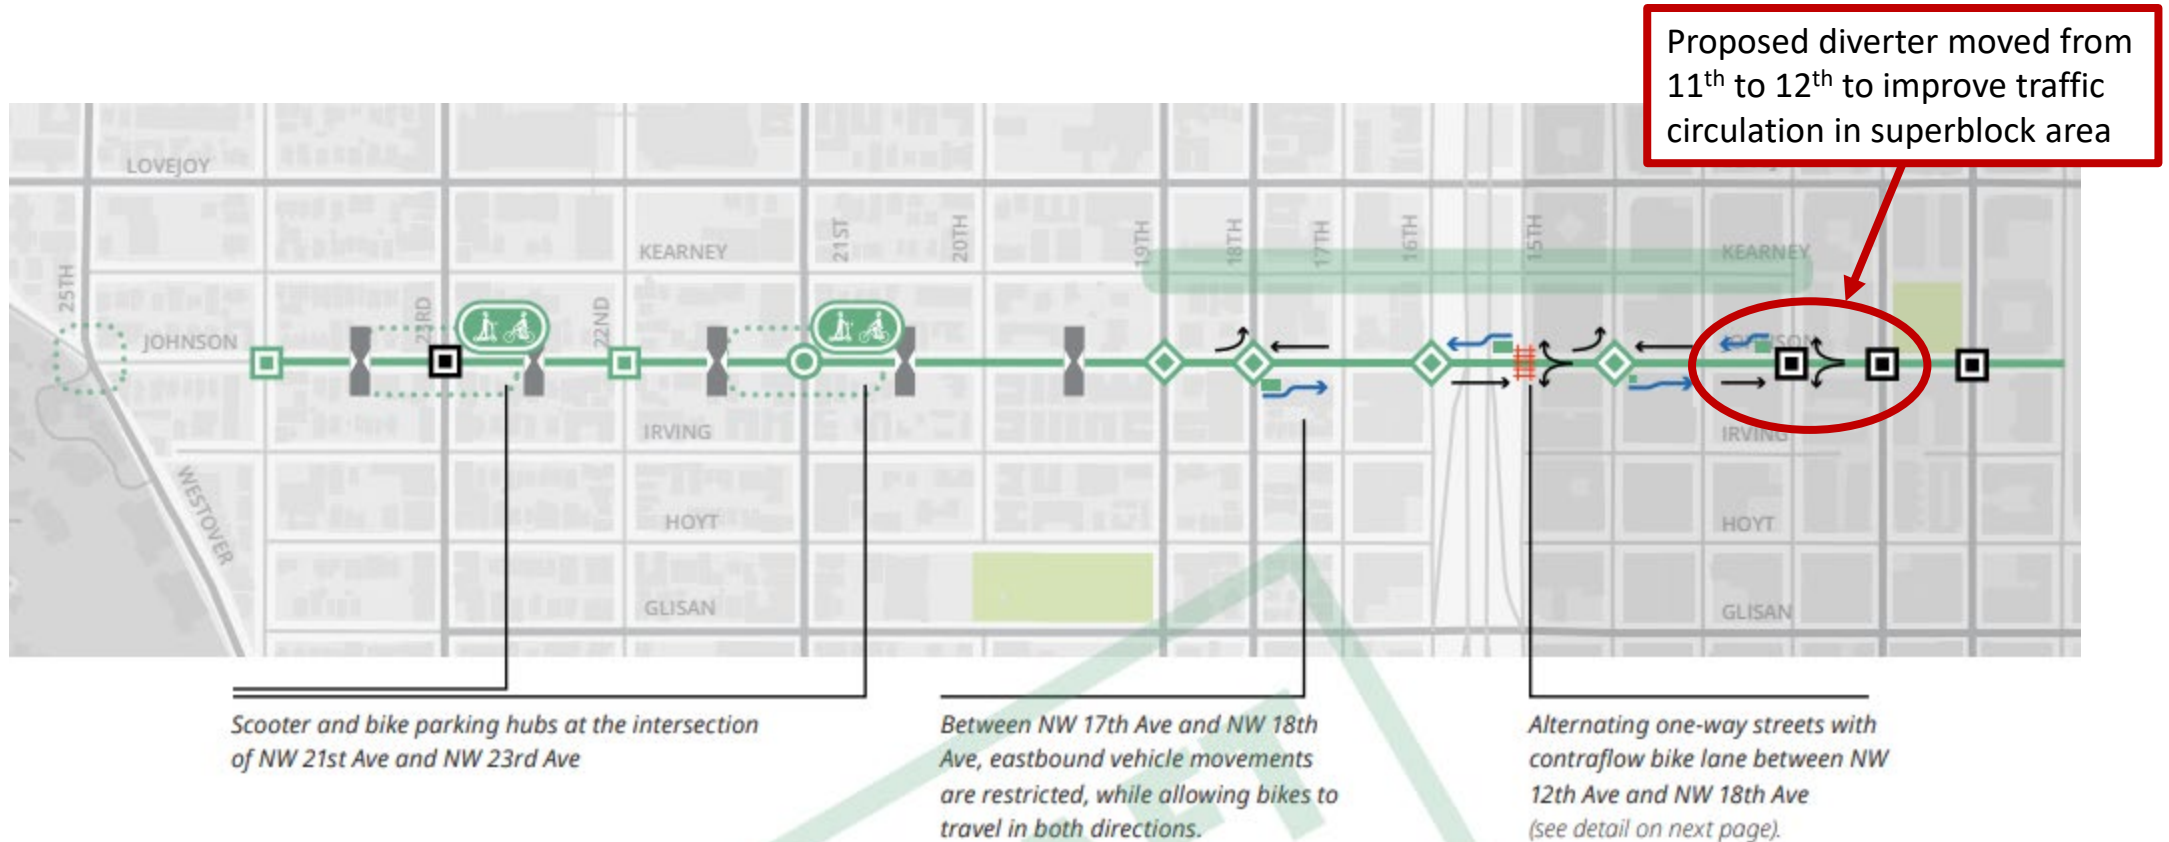 Proposed diverter moved from
11th to 12th to improve traffic
circulation in superblock area
LOVEJOY
KEARNEY
21ST
20TH
19TH
18TH
17TH
16TH
15TH
KEARNEY
25TH
23RD
22ND
JOHNSON
JOHNSON
IRVING
IRVING
WESTOVER
HOYT
HOYT
GLISAN
GLISAN
Scooter and bike parking hubs at the intersection
of NW 21st Ave and NW 23rd Ave
Between NW 17th Ave and NW 18th
Ave, eastbound vehicle movements
are restricted, while allowing bikes to
travel in both directions.
Alternating one-way streets with
contraflow bike lane between NW
12th Ave and NW 18th Ave
(see detail on next page).